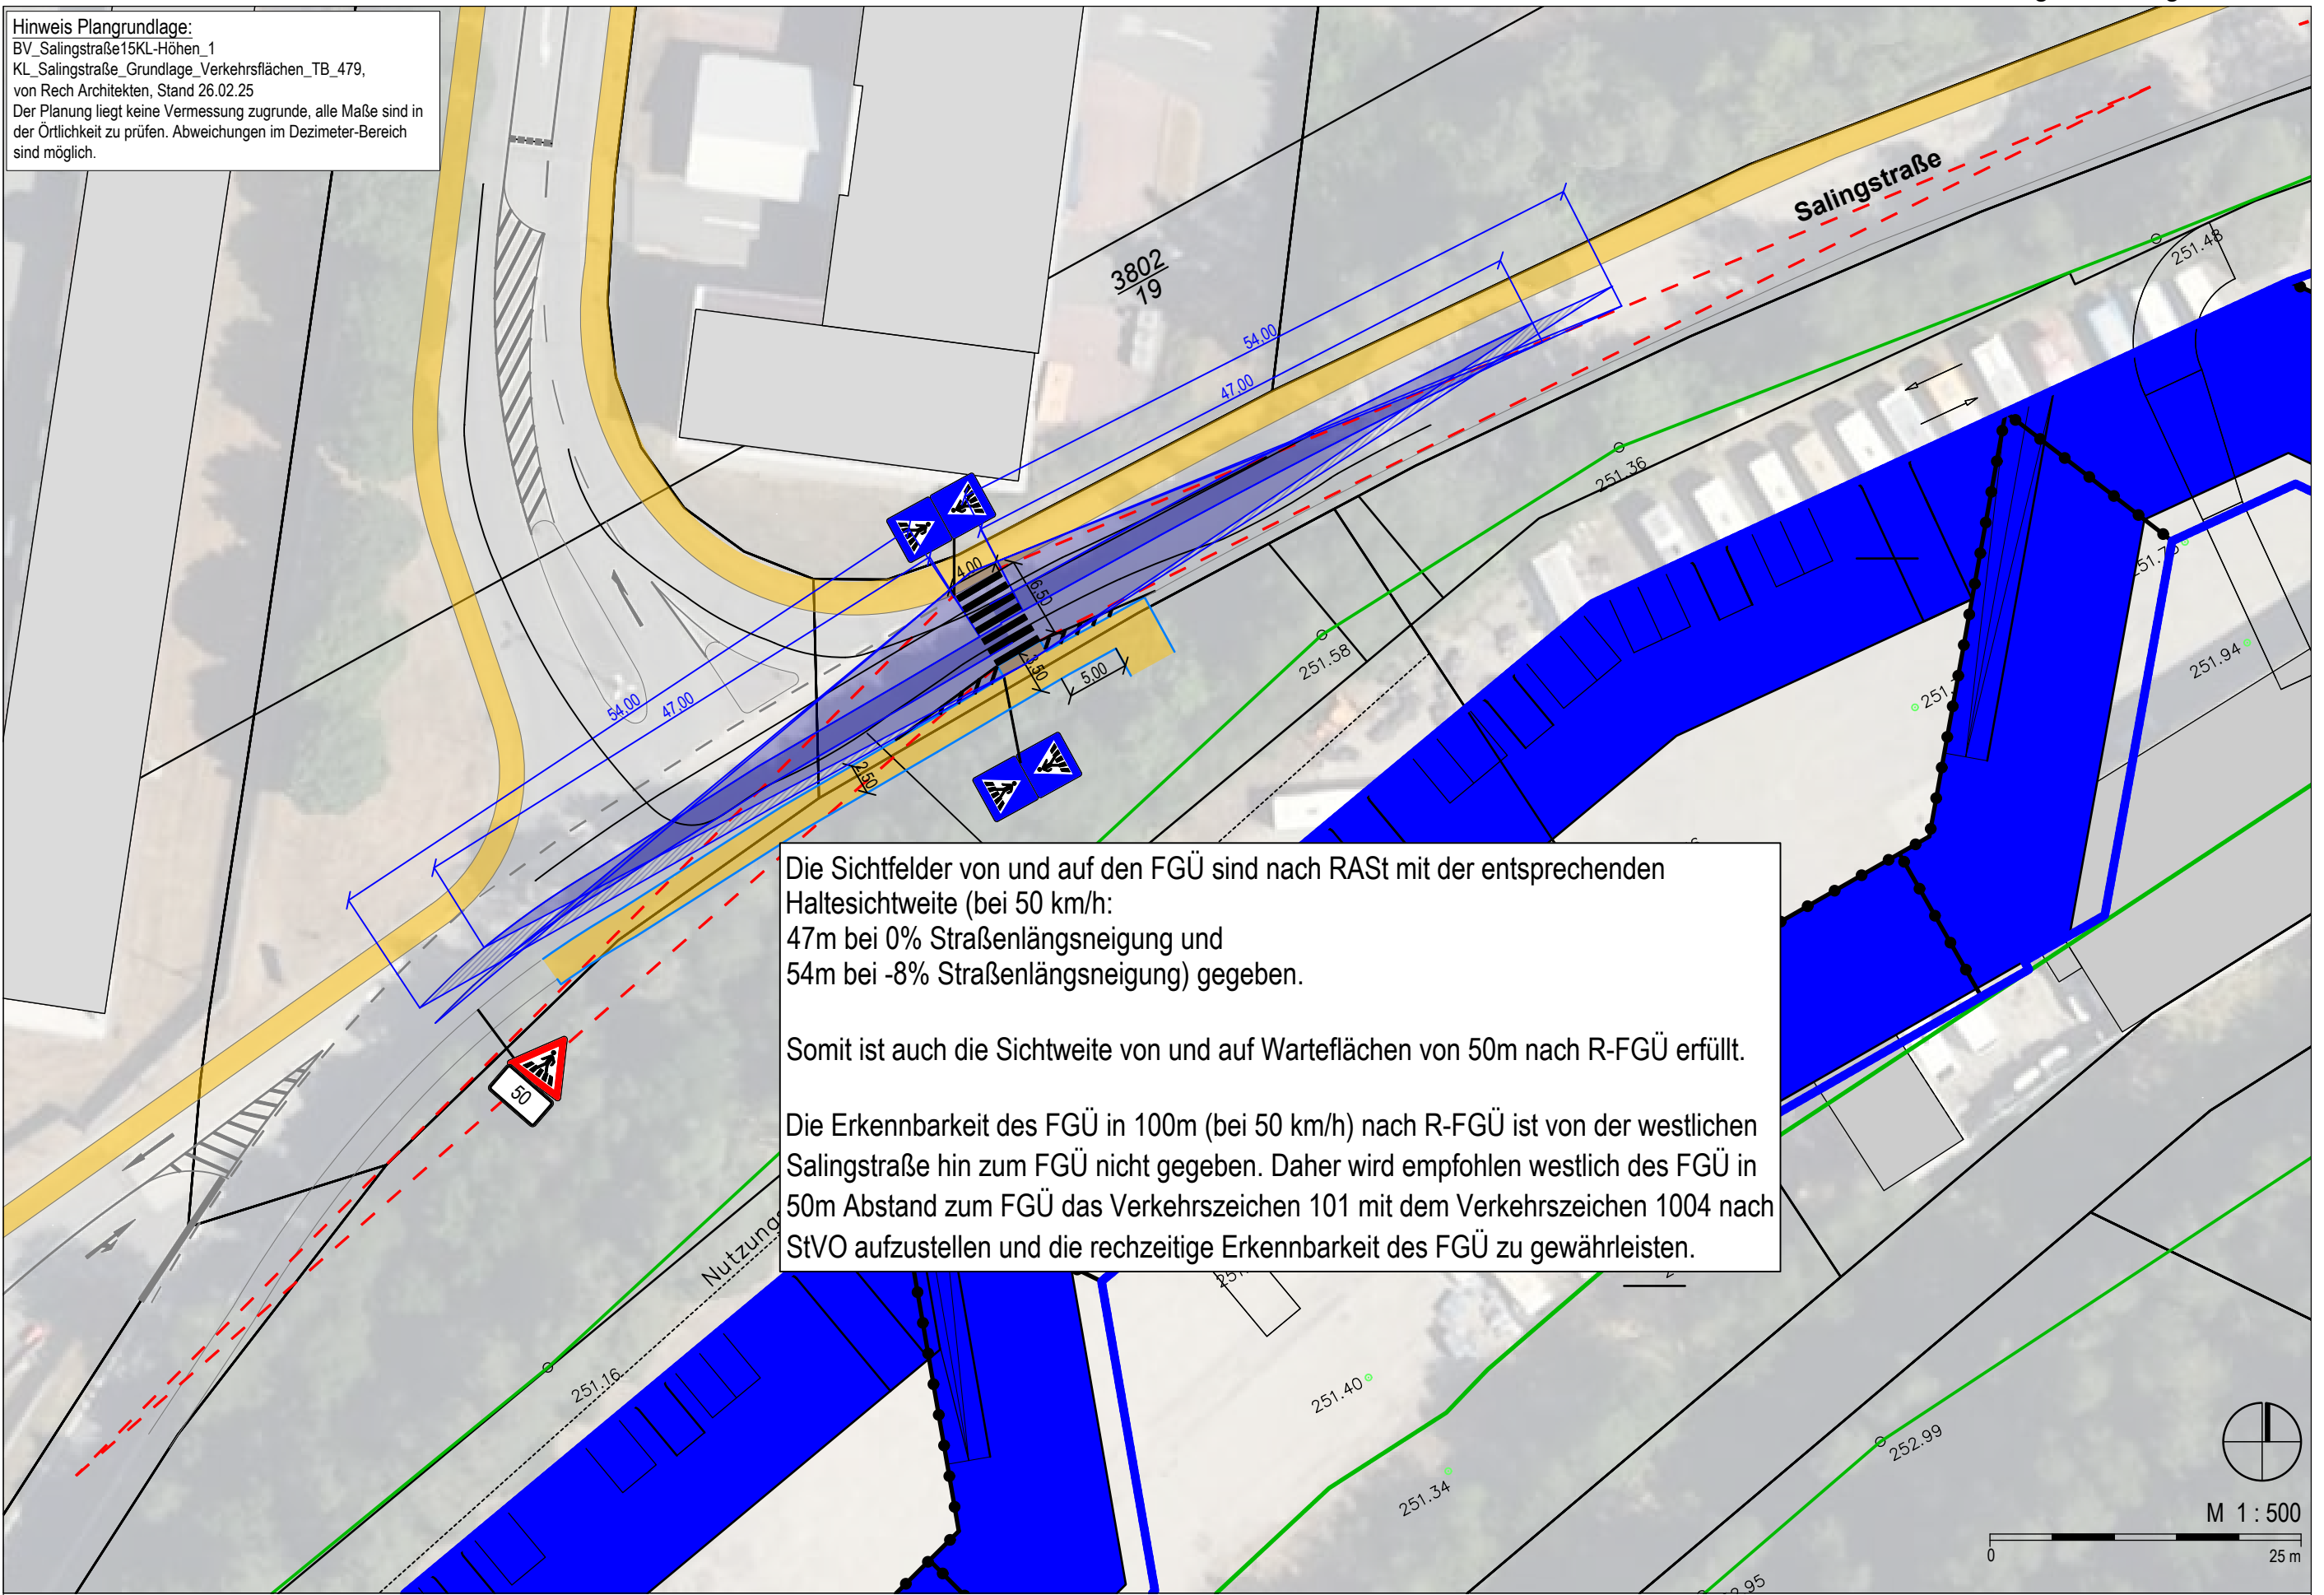 Hinweis Plangrundlage:
BV_Salingstraße15KL-Höhen_1
KL_Salingstraße_Grundlage_Verkehrsflächen_TB_479,
von Rech Architekten, Stand 26.02.25
Der Planung liegt keine Vermessung zugrunde, alle Maße sind in
der Örtlichkeit zu prüfen. Abweichungen im Dezimeter-Bereich
sind möglich.
Salingstraße
3802
19
251.48
54,00
47,00
251.36
4,00
6,50
3,50
5,00
251.58
251.94
54,00
47,00
2,50
Die Sichtfelder von und auf den FGÜ sind nach RASt mit der entsprechenden
Haltesichtweite (bei 50 km/h:
47m bei 0% Straßenlängsneigung und
54m bei -8% Straßenlängsneigung) gegeben.
Somit ist auch die Sichtweite von und auf Warteflächen von 50m nach R-FGÜ erfüllt.
Die Erkennbarkeit des FGÜ in 100m (bei 50 km/h) nach R-FGÜ ist von der westlichen
Salingstraße hin zum FGÜ nicht gegeben. Daher wird empfohlen westlich des FGÜ in
50m Abstand zum FGÜ das Verkehrszeichen 101 mit dem Verkehrszeichen 1004 nach
StVO aufzustellen und die rechzeitige Erkennbarkeit des FGÜ zu gewährleisten.
50
251.16
251.40
251.34
252.99
M 1 : 500
0 25 m